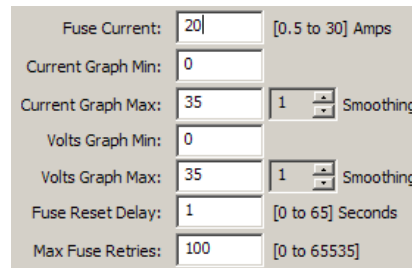 Fuse Current: 20 [0.5 to 30] Amps
Current Graph Min: 0
Current Graph Max: 35 1 Smoothing
Volts Graph Min: 0
Volts Graph Max: 35 1 Smoothing
Fuse Reset Delay: 1 [0 to 65] Seconds
Max Fuse Retries: 100 [0 to 65535]